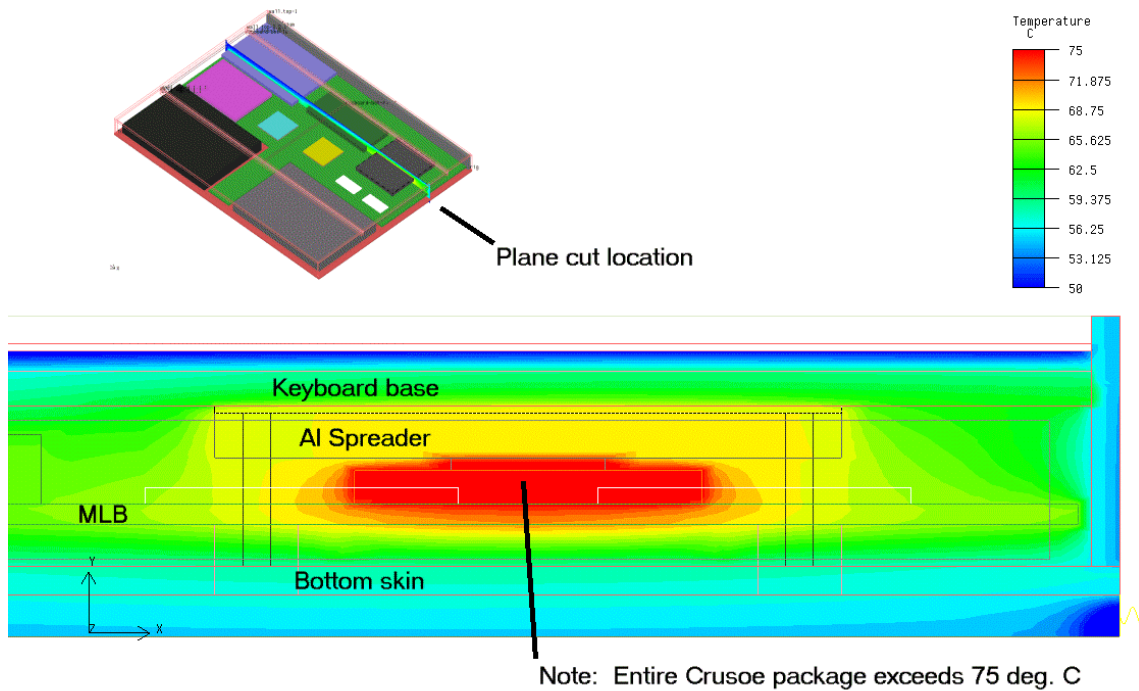 Temperature
C
75
71.875
68.75
65.625
62.5
59.375
56.25
53.125
50
Plane cut location
Keyboard base
Al Spreader
MLB
Y
Z
X
Bottom skin
Note: Entire Crusoe package exceeds 75 deg. C